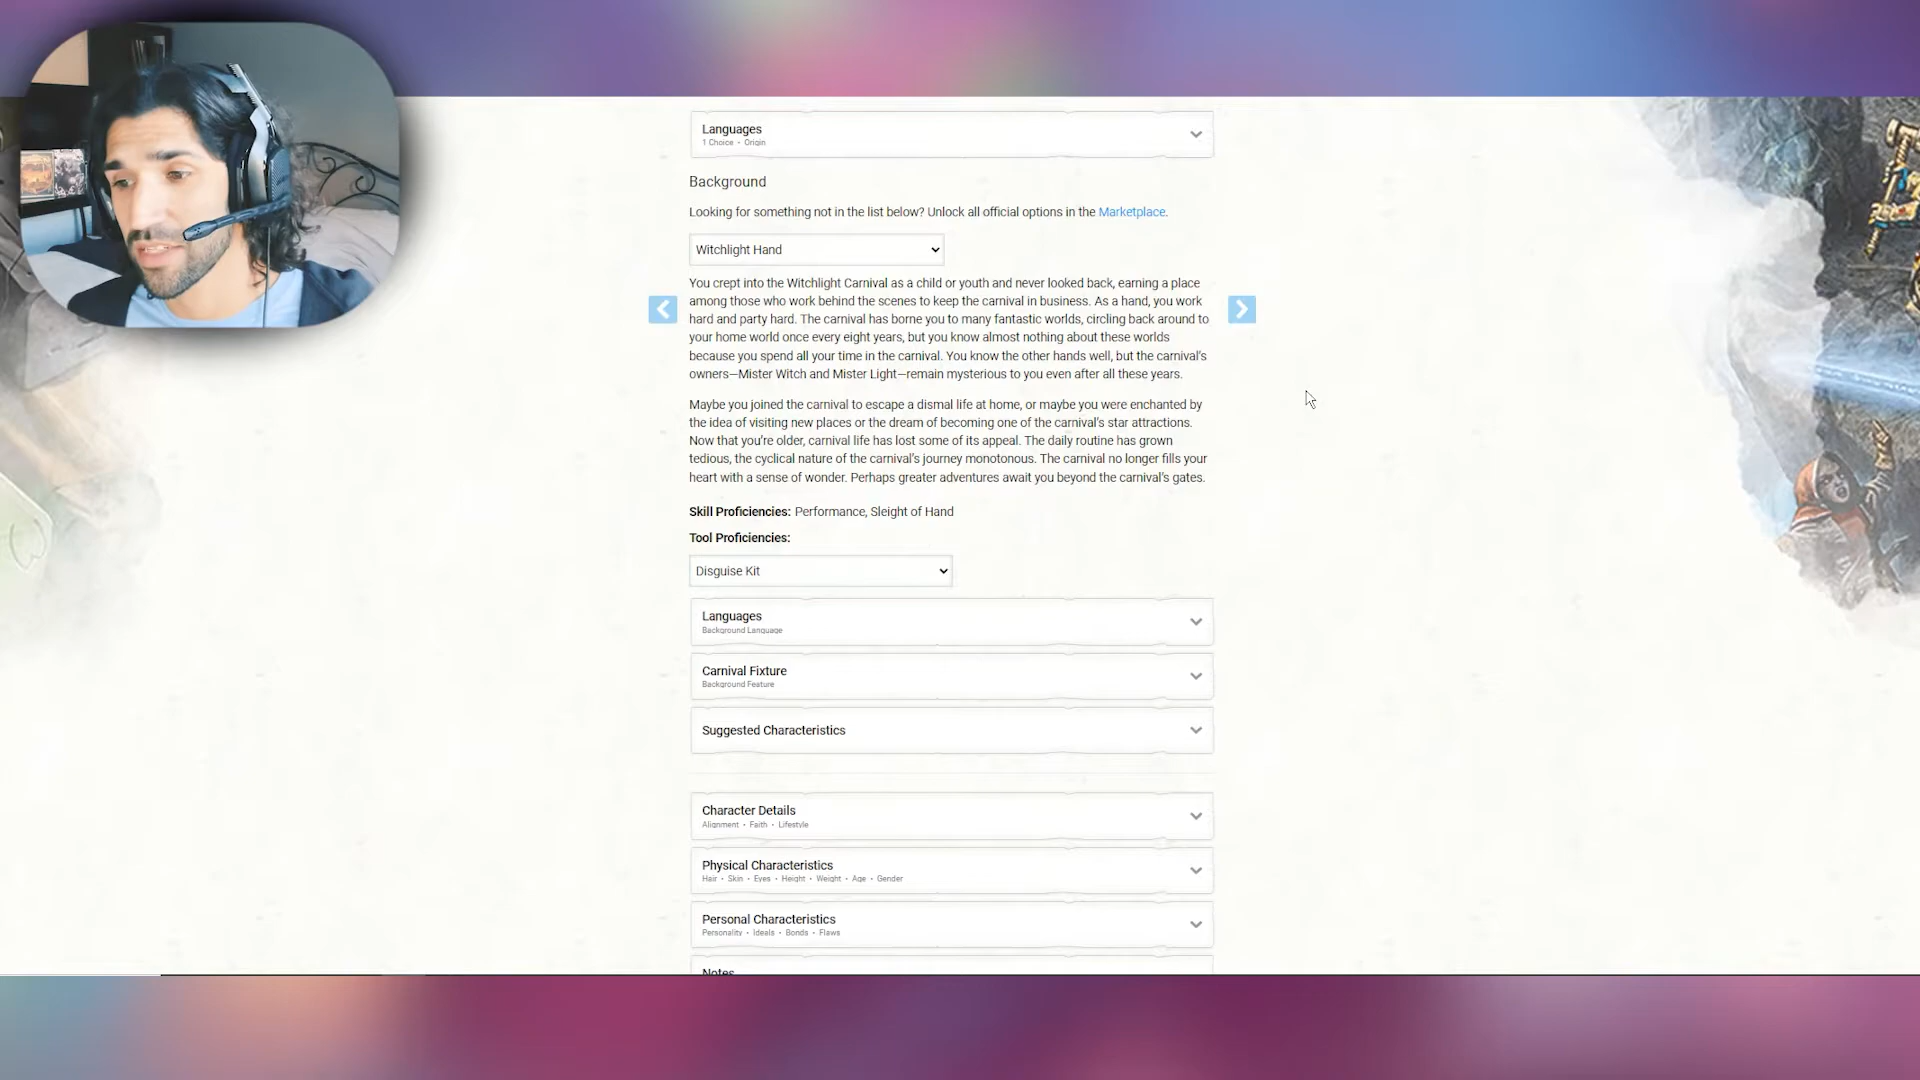 Languages
1 Choice • Origin
Background
Looking for something not in the list below? Unlock all official options in the Marketplace.
Witchlight Hand
You crept into the Witchlight Carnival as a child or youth and never looked back, earning a place
among those who work behind the scenes to keep the carnival in business. As a hand, you work
hard and party hard. The carnival has borne you to many fantastic worlds, circling back around to
your home world once every eight years, but you know almost nothing about these worlds
because you spend all your time in the carnival. You know the other hands well, but the carnival's
owners—Mister Witch and Mister Light—remain mysterious to you even after all these years.
Maybe you joined the carnival to escape a dismal life at home, or maybe you were enchanted by
the idea of visiting new places or the dream of becoming one of the carnival's star attractions.
Now that you're older, carnival life has lost some of its appeal. The daily routine has grown
tedious, the cyclical nature of the carnival's journey monotonous. The carnival no longer fills your
heart with a sense of wonder. Perhaps greater adventures await you beyond the carnival's gates.
Skill Proficiencies: Performance, Sleight of Hand
Tool Proficiencies:
Disguise Kit
Languages
Background Language
Carnival Fixture
Background Feature
Suggested Characteristics
Character Details
Alignment • Faith • Lifestyle
Physical Characteristics
Hair • Skin • Eyes • Height • Weight • Age • Gender
Personal Characteristics
Personality • Ideals • Bonds • Flaws
Notes